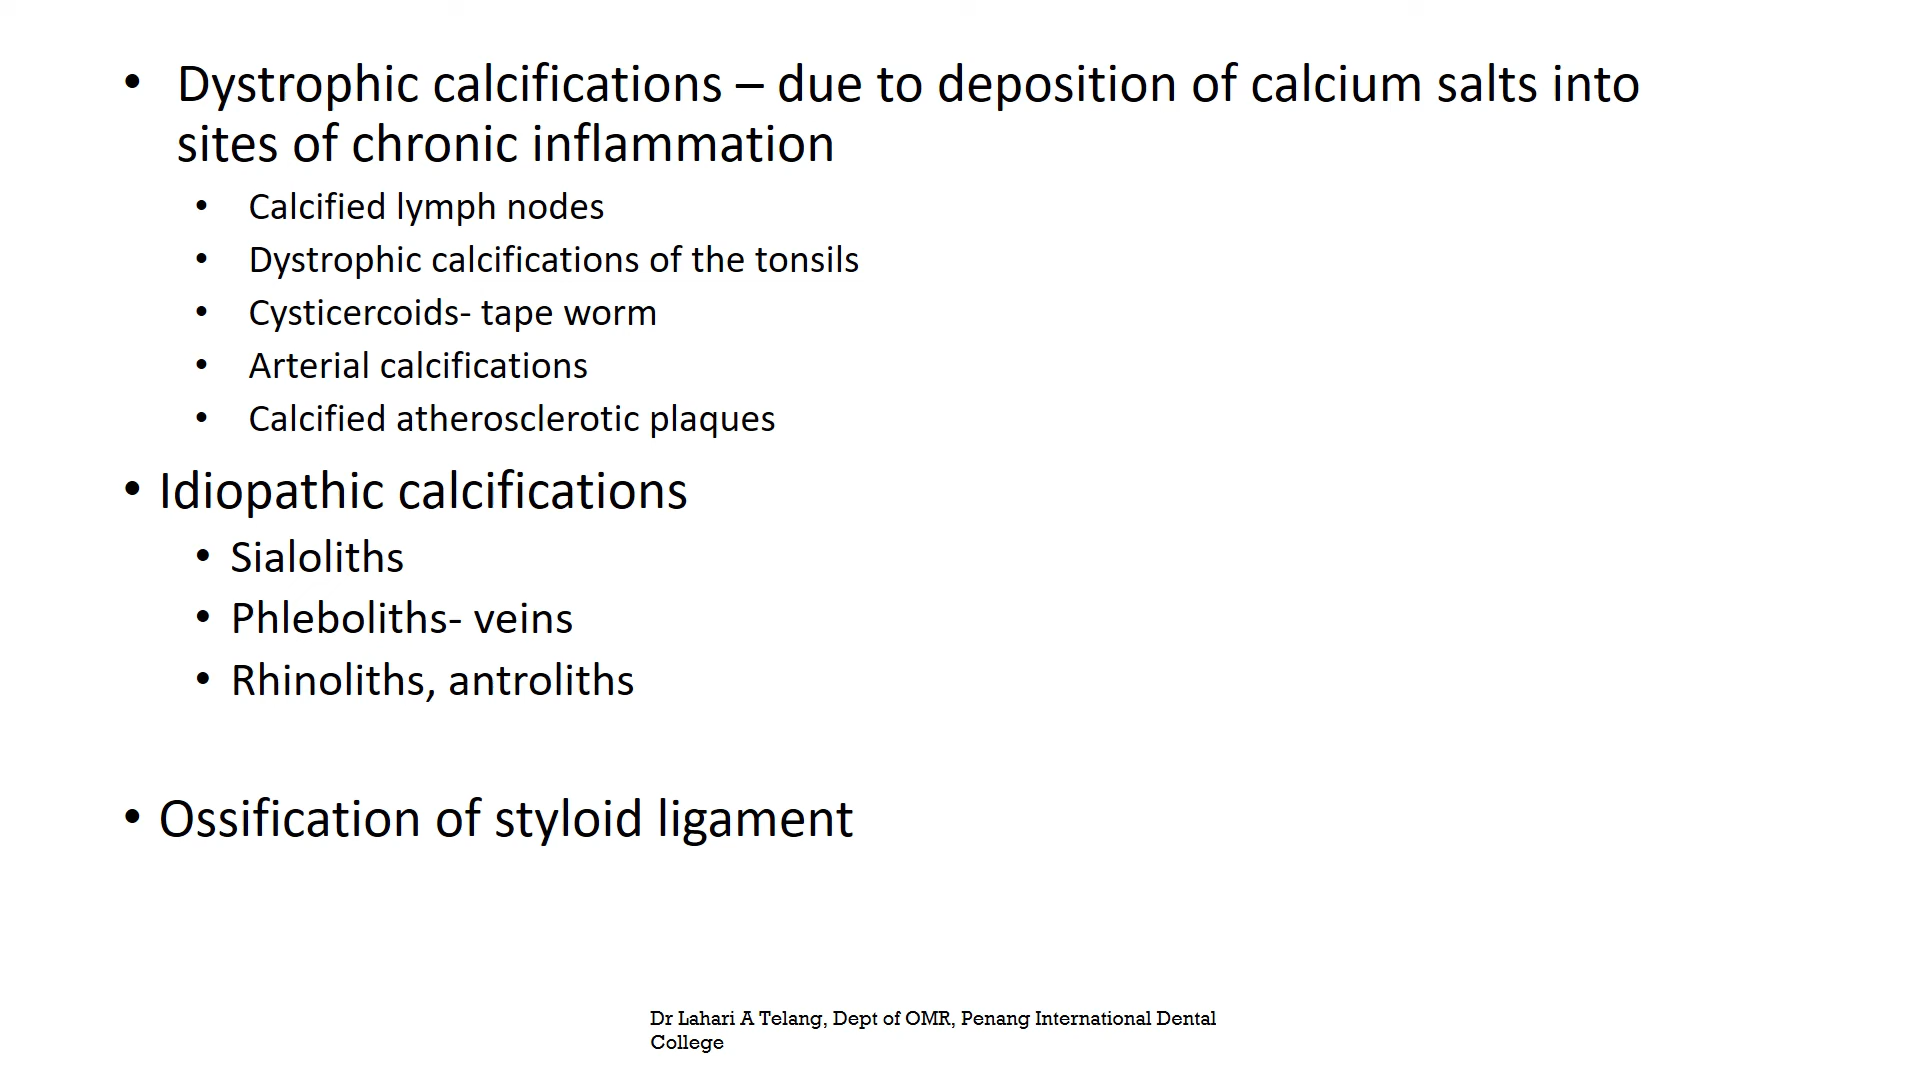 • Dystrophic calcifications – due to deposition of calcium salts into
sites of chronic inflammation
• Calcified lymph nodes
• Dystrophic calcifications of the tonsils
• Cysticercoids- tape worm
• Arterial calcifications
• Calcified atherosclerotic plaques
• Idiopathic calcifications
• Sialoliths
• Phleboliths- veins
• Rhinoliths, antroliths
• Ossification of styloid ligament
Dr Lahari A Telang, Dept of OMR, Penang International Dental
College